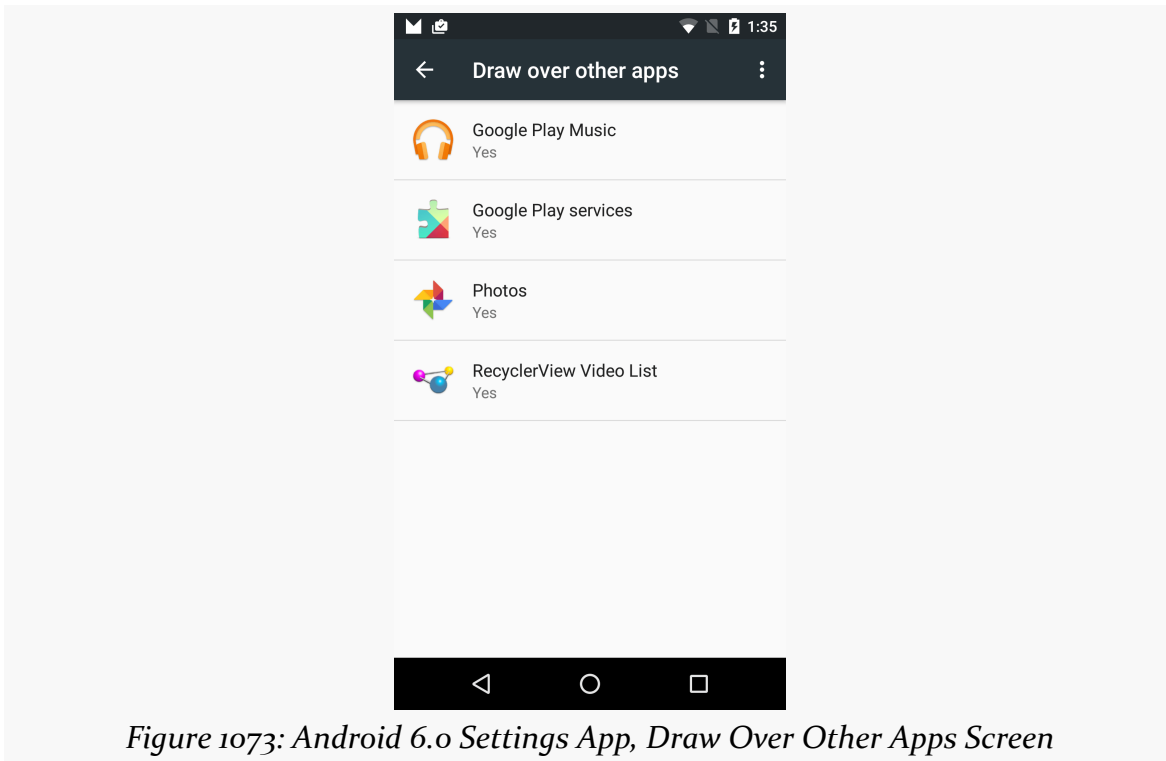 1:35
Draw over other apps
Google Play Music
Yes
Google Play services
Yes
Photos
Yes
RecyclerView Video List
Yes
Figure 1073: Android 6.0 Settings App, Draw Over Other Apps Screen